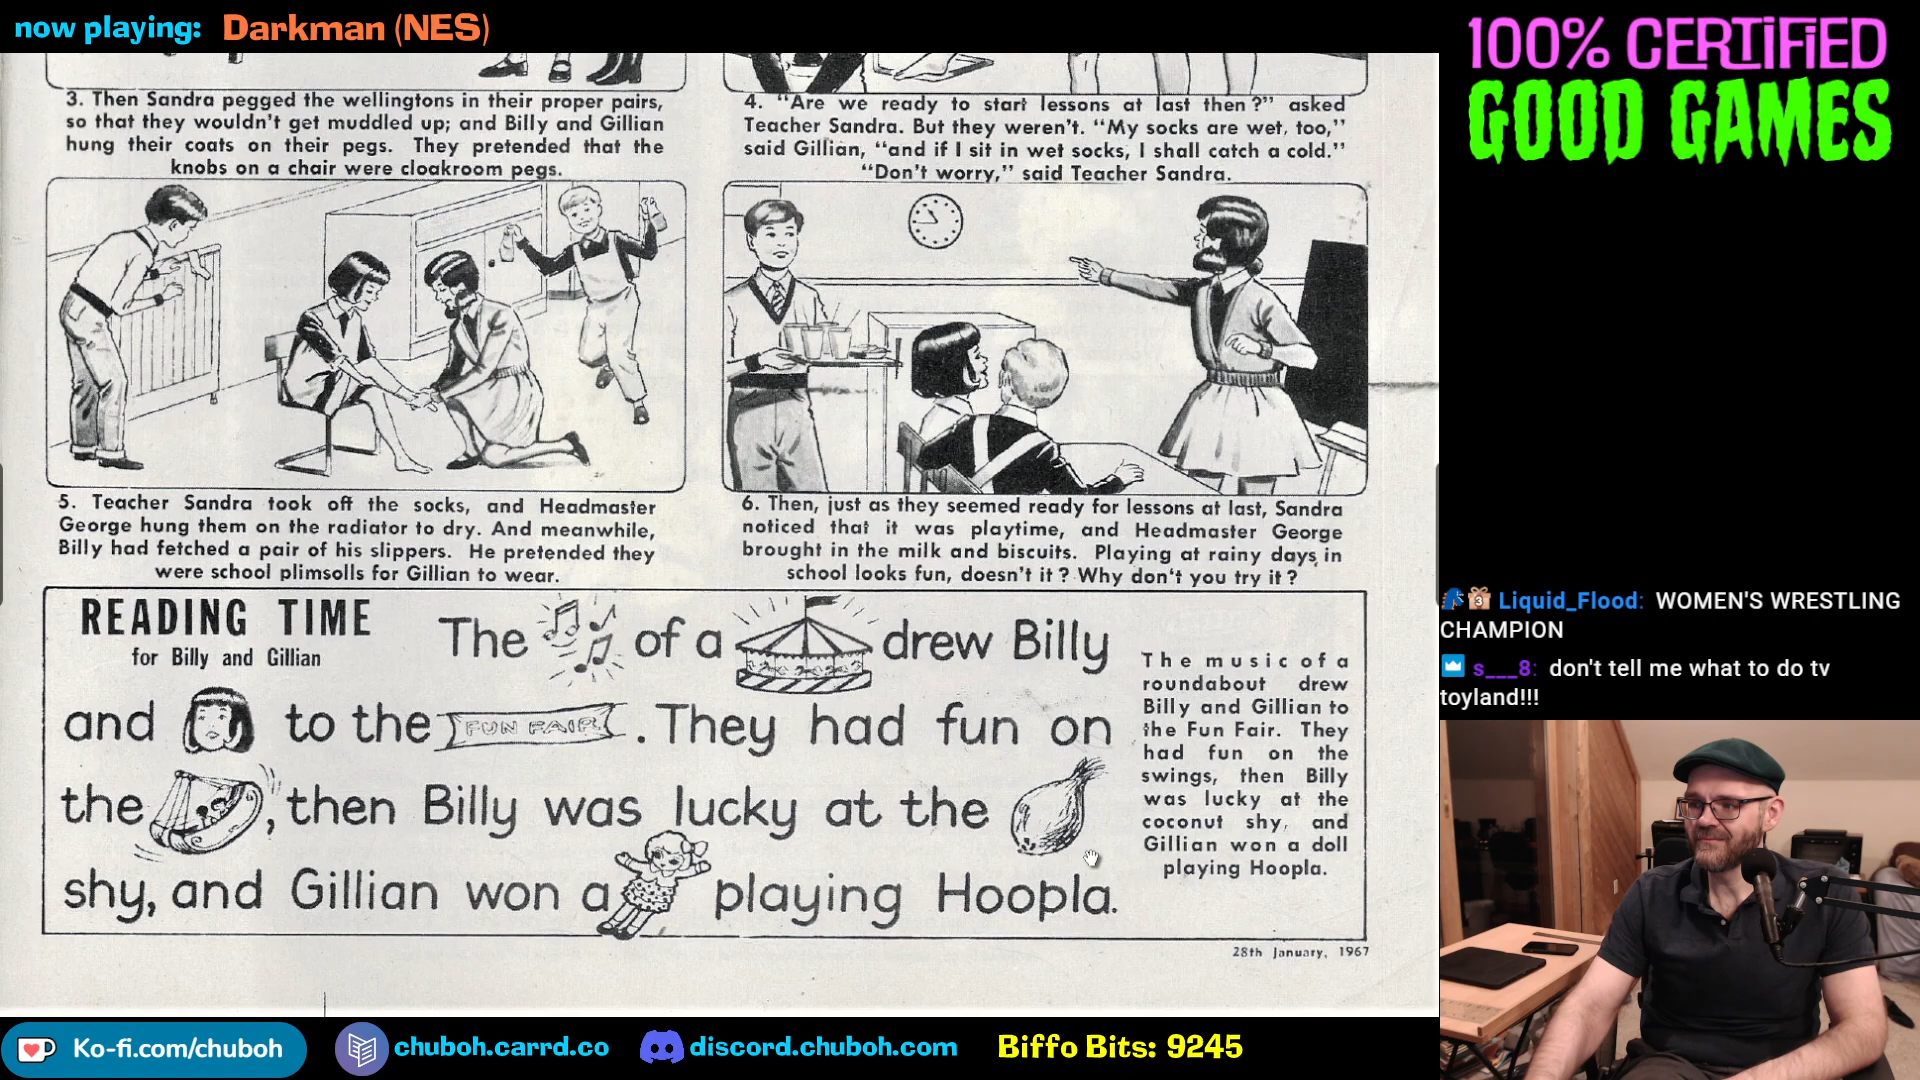 now playing: Darkman (NES)
100% CERTIFIED
GOOD GAMES
3. Then Sandra pegged the wellingtons in their proper pairs,
so that they wouldn't get muddled up; and Billy and Gillian
hung their coats on their pegs. They pretended that the
knobs on a chair were cloakroom pegs.
4. "Are we ready to start lessons at last then?" asked
Teacher Sandra. But they weren't. "My socks are wet, too,"
said Gillian, "and if I sit in wet socks, I shall catch a cold."
"Don't worry," said Teacher Sandra.
5. Teacher Sandra took off the socks, and Headmaster
George hung them on the radiator to dry. And meanwhile,
Billy had fetched a pair of his slippers. He pretended they
were school plimsolls for Gillian to wear.
6. Then, just as they seemed ready for lessons at last, Sandra
noticed that it was playtime, and Headmaster George
brought in the milk and biscuits. Playing at rainy days in
school looks fun, doesn't it? Why don't you try it?
READING TIME
for Billy and Gillian
The of a drew Billy
and to the FUN FAIR. They had fun on
the , then Billy was lucky at the
shy, and Gillian won a playing Hoopla.
The music of a
roundabout drew
Billy and Gillian to
the Fun Fair. They
had fun on the
swings, then Billy
was lucky at the
coconut shy, and
Gillian won a doll
playing Hoopla.
28th January, 1967
3 Liquid_Flood: WOMEN'S WRESTLING
CHAMPION
s___8: don't tell me what to do tv
toyland!!!
Ko-fi.com/chuboh
chuboh.carrd.co
discord.chuboh.com
Biffo Bits: 9245